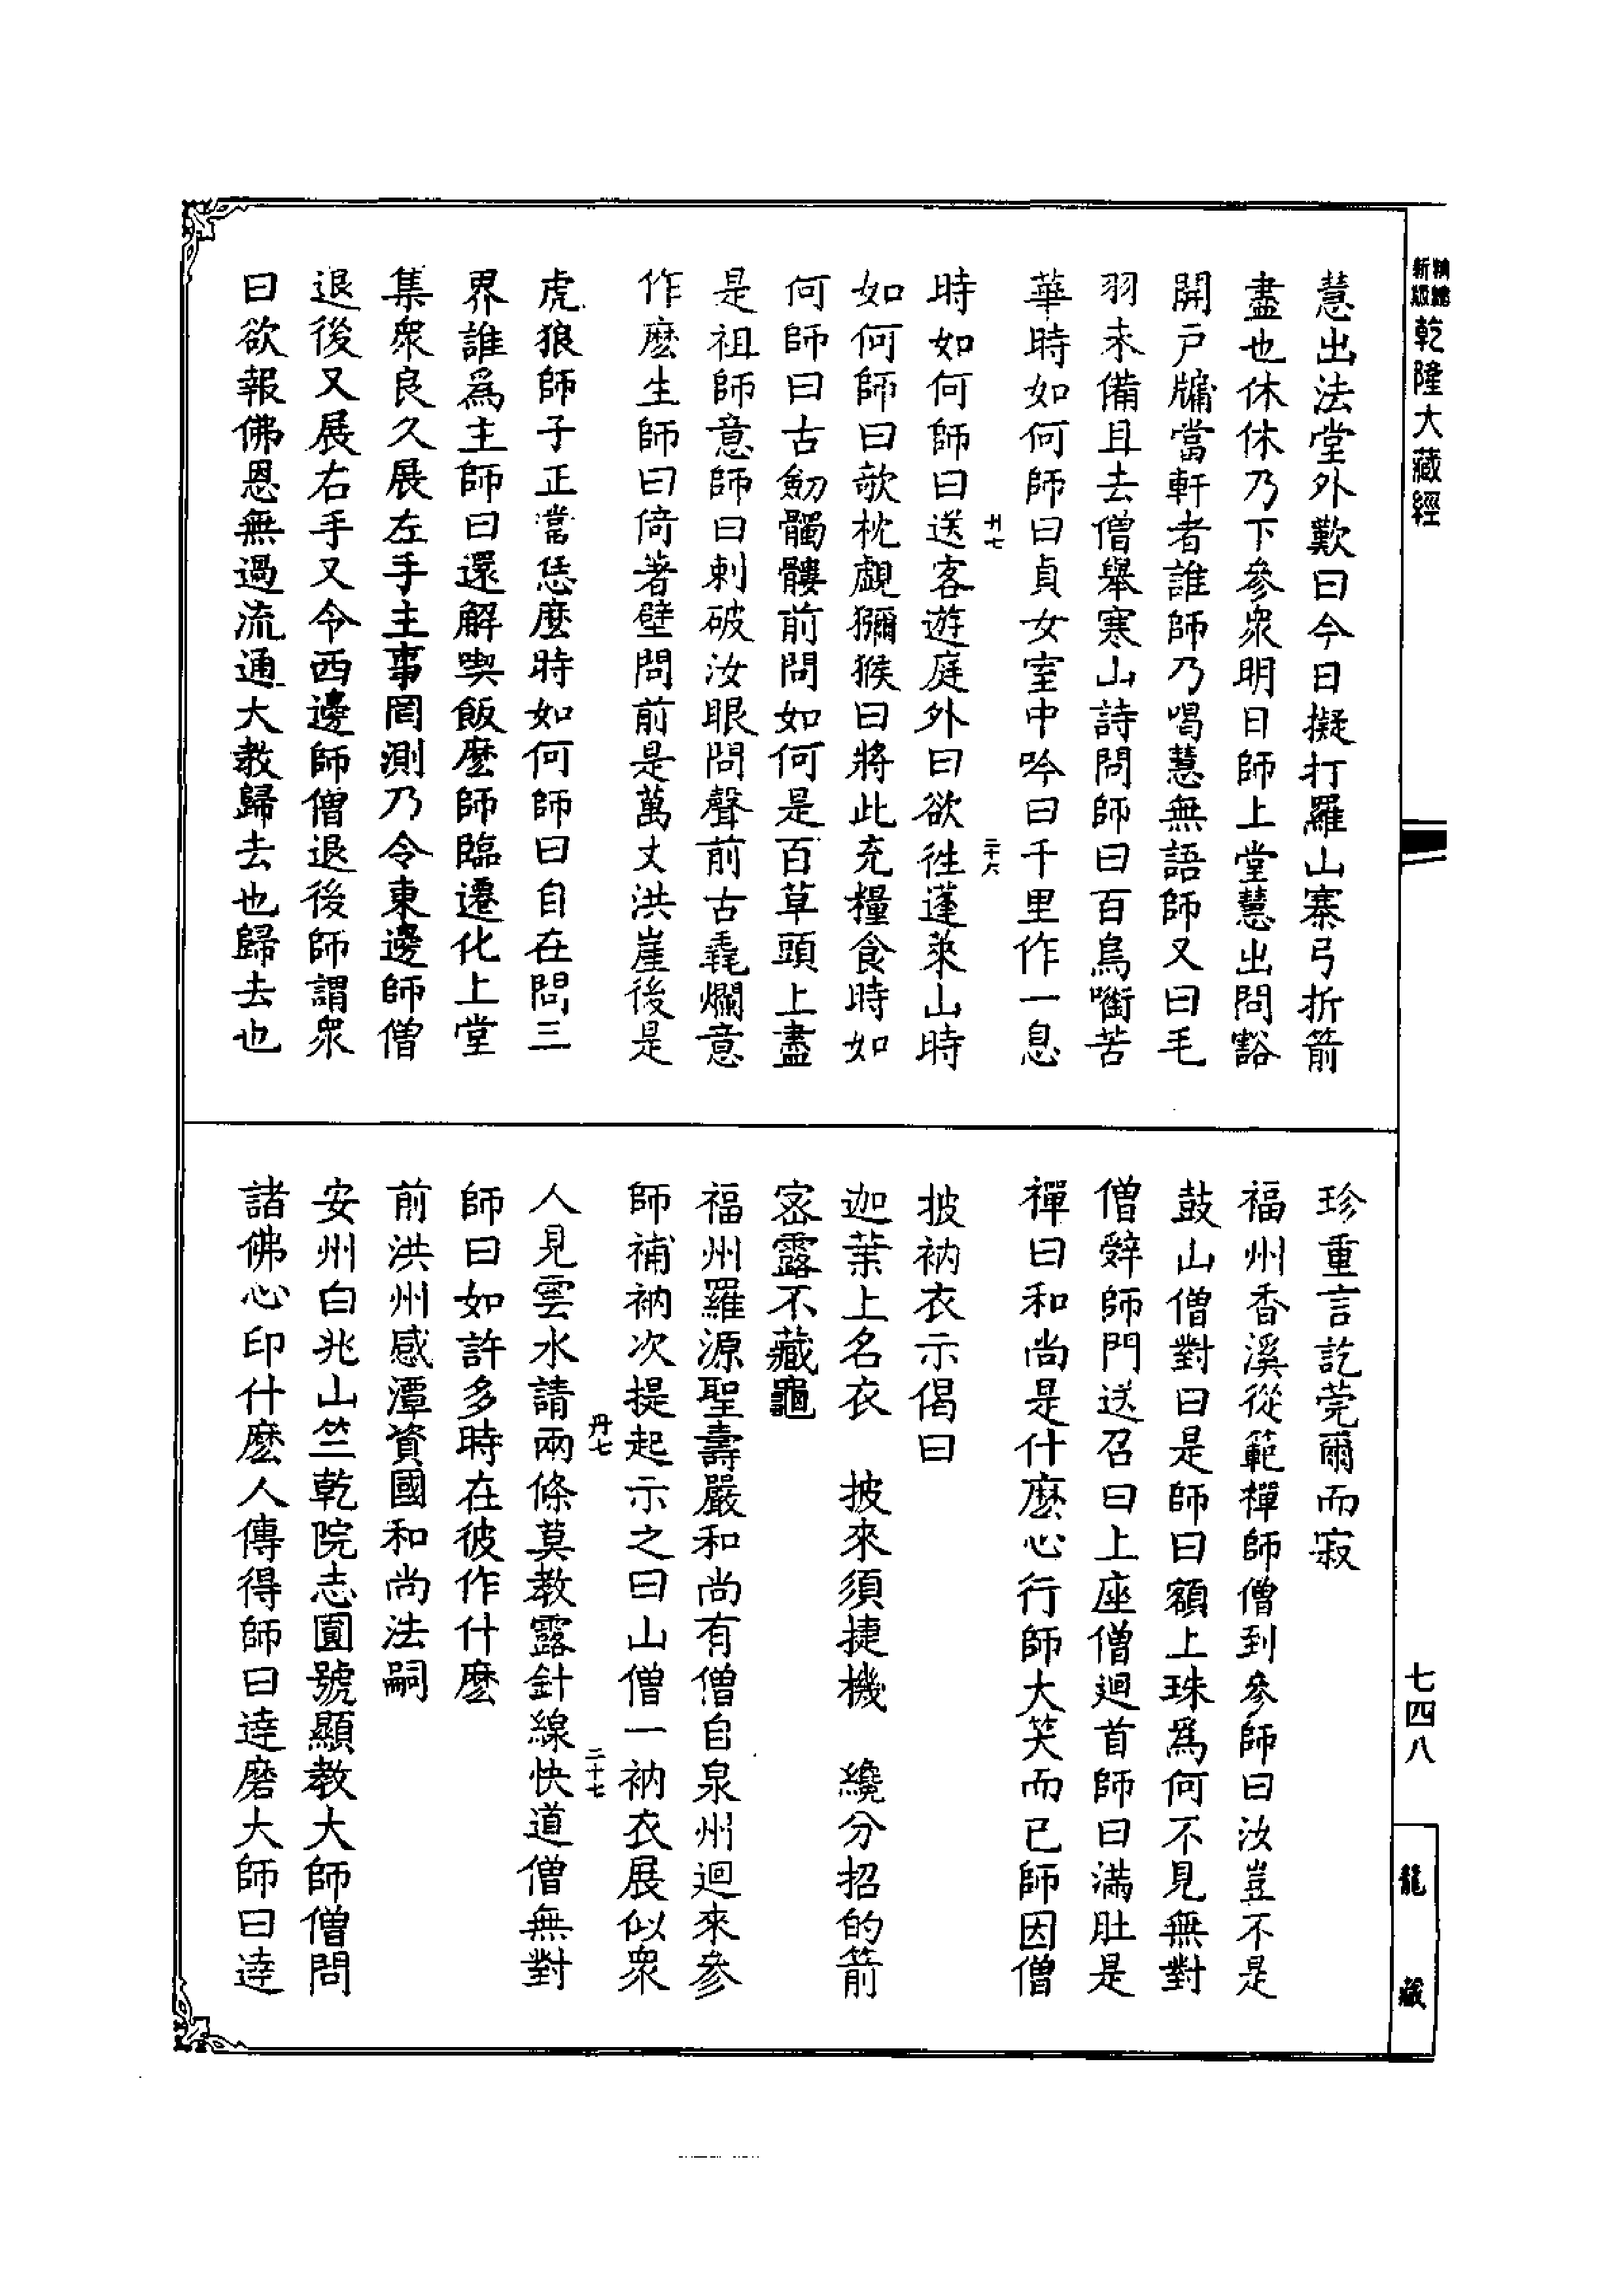 精縮新版
乾隆大藏經
慧出法堂外歎曰今日擬打羅山寨弓折箭
盡也休休乃下參衆明日師上堂慧出問豁
開戸牖當軒者誰師乃喝慧無語師又曰毛
羽未備且去僧舉寒山詩問師曰百鳥㘅苦
華時如何師曰貞女室中吟曰千里作一息
時如何師曰送客遊庭外曰欲徃蓬萊山時
如何師曰欹枕覷獼猴曰將此充糧食時如
何師曰古劒髑髏前問如何是百草頭上盡
是祖師意師曰刺破汝眼問聲前古毳爛意
作麽生師曰倚著壁問前是萬丈洪崖後是
虎狼師子正當恁麽時如何師曰自在問三
界誰爲主師曰還解喫飯麽師臨遷化上堂
集衆良久展左手主事罔測乃令東邊師僧
退後又展右手又令西邊師僧退後師謂衆
曰欲報佛恩無過流通大教歸去也歸去也
珍重言訖莞爾而寂
福州香溪從範禪師僧到參師曰汝豈不是
鼓山僧對曰是師曰額上珠爲何不見無對
僧辤師門送召曰上座僧迴首師曰滿肚是
禪曰和尚是什麽心行師大笑而已師因僧
披衲衣示偈曰
迦葉上名衣　披來須捷機　纔分招的箭
宻露不藏龜
福州羅源聖壽嚴和尚有僧自泉州迴來參
師補衲次提起示之曰山僧一衲衣展似衆
人見雲水請兩條莫教露針線快道僧無對
師曰如許多時在彼作什麽
前洪州感潭資國和尚法嗣
安州白兆山竺乾院志圓號顯教大師僧問
諸佛心印什麽人傳得師曰逹磨大師曰逹
七四八
龍藏
二十六
丹七
二十七